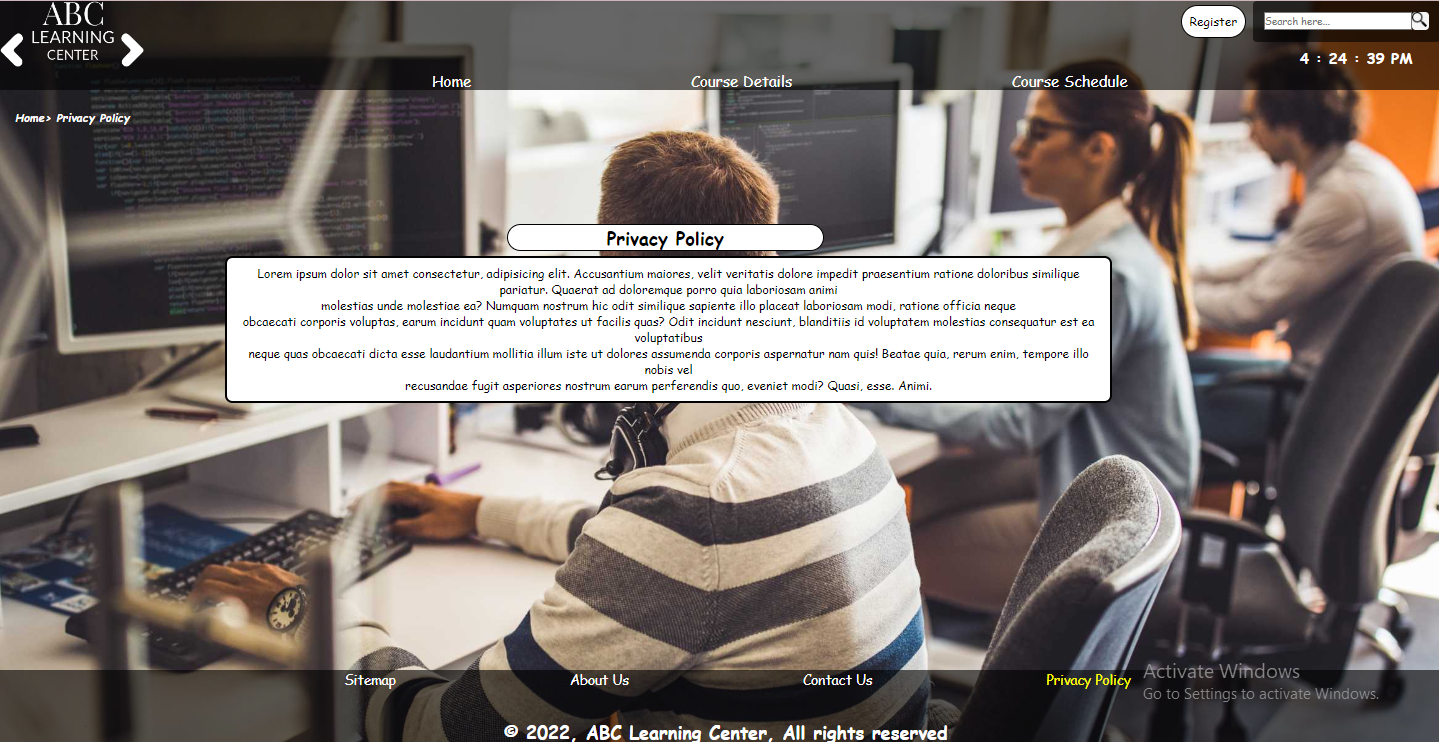 ABC
LEARNING
CENTER
Register
Search here...
4 : 24 : 39 PM
Home
Course Details
Course Schedule
Home> Privacy Policy
Privacy Policy
Lorem ipsum dolor sit amet consectetur, adipisicing elit. Accusantium maiores, velit veritatis dolore impedit praesentium ratione doloribus similique
pariatur. Quaerat ad doloremque porro quia laboriosam animi
molestias unde molestiae ea? Numquam nostrum hic odit similique sapiente illo placeat laboriosam modi, ratione officia neque
obcaecati corporis voluptas, earum incidunt quam voluptates ut facilis quas? Odit incidunt nesciunt, blanditiis id voluptatem molestias consequatur est ea
voluptatibus
neque quas obcaecati dicta esse laudantium mollitia illum iste ut dolores assumenda corporis aspernatur nam quis! Beatae quia, rerum enim, tempore illo
nobis vel
recusandae fugit asperiores nostrum earum perferendis quo, eveniet modi? Quasi, esse. Animi.
Sitemap
About Us
Contact Us
Privacy Policy
Activate Windows
Go to Settings to activate Windows.
© 2022, ABC Learning Center, All rights reserved